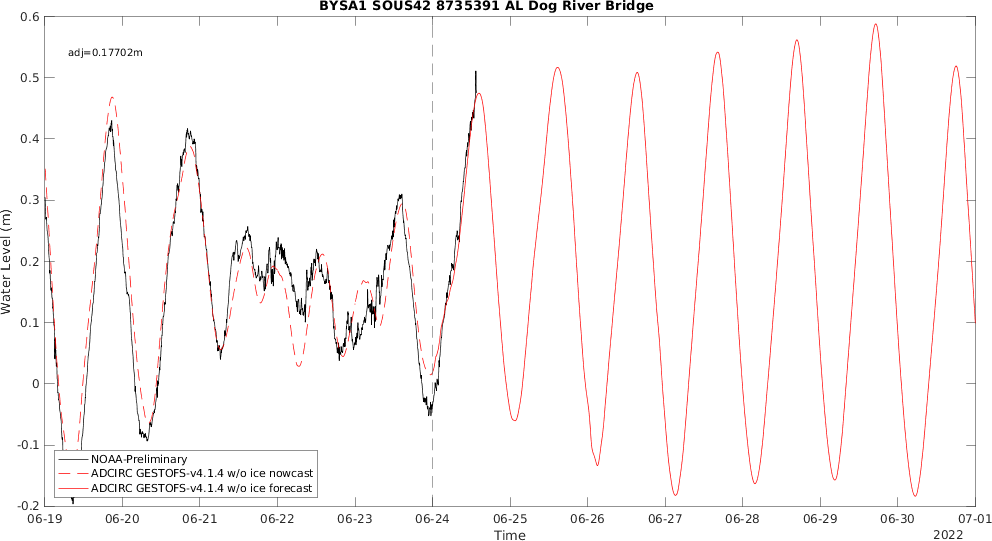 BYSA1 SOUS42 8735391 AL Dog River Bridge
0.6
adj=0.17702m
0.5
0.4
0.3
0.2
0.1
0
-0.1
-0.2
Water Level (m)
NOAA-Preliminary
ADCIRC GESTOFS-v4.1.4 w/o ice nowcast
ADCIRC GESTOFS-v4.1.4 w/o ice forecast
06-19 06-20 06-21 06-22 06-23 06-24 06-25 06-26 06-27 06-28 06-29 06-30 07-01
Time
2022